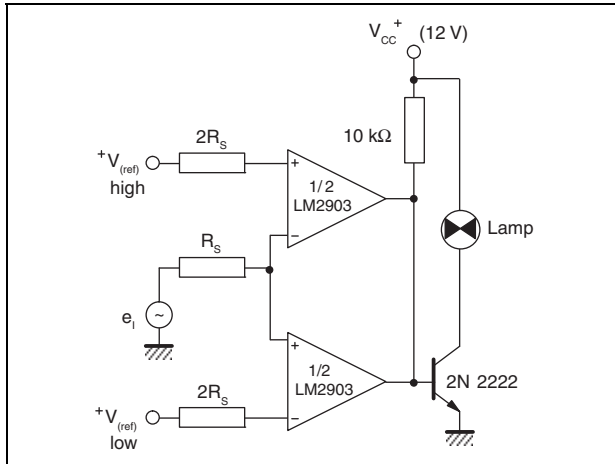 V_CC^+ (12 V)
2R_S
10 kΩ
+V_(ref)
high
+
1/2
LM2903
−
Lamp
R_S
e_I
~
+
1/2
LM2903
−
2N 2222
2R_S
+V_(ref)
low